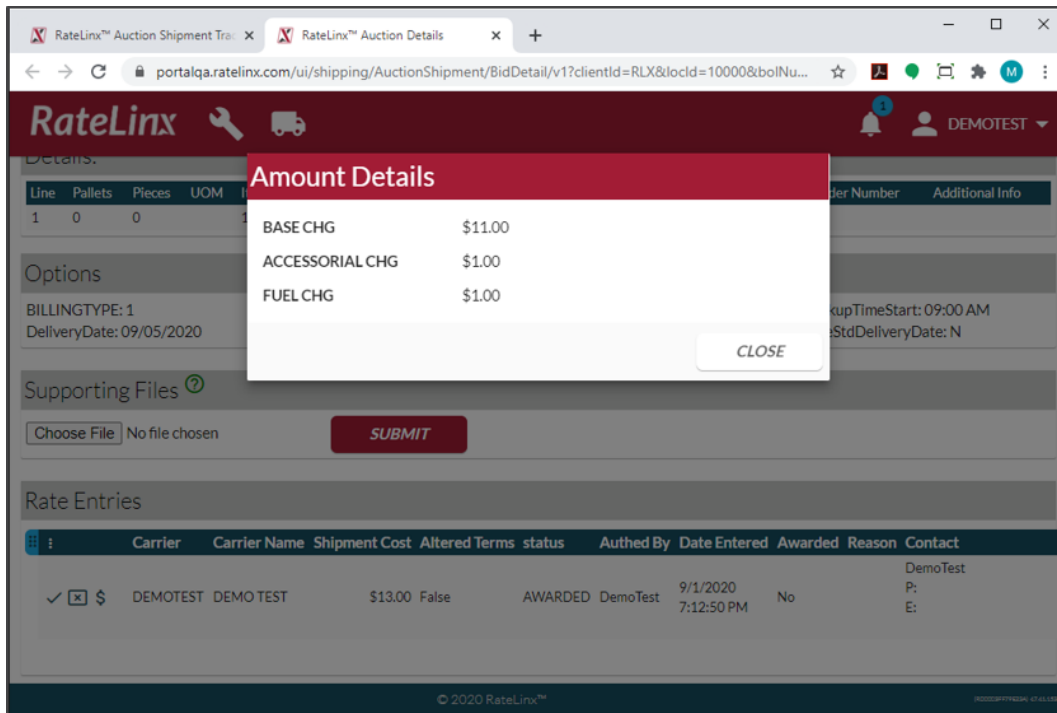 RateLinx™ Auction Shipment Trac
RateLinx™ Auction Details
portalqa.ratelinx.com/ui/shipping/AuctionShipment/BidDetail/v1?clientId=RLX&locId=10000&bolNu...
M
RateLinx
1
DEMOTEST
Details:
Amount Details
Line Pallets Pieces UOM der Number Additional Info
1 0 0 1
BASE CHG $11.00
ACCESSORIAL CHG $1.00
FUEL CHG $1.00
CLOSE
Options
BILLINGTYPE: 1 kupTimeStart: 09:00 AM
DeliveryDate: 09/05/2020 StdDeliveryDate: N
Supporting Files
Choose File No file chosen SUBMIT
Rate Entries
Carrier Carrier Name Shipment Cost Altered Terms status Authed By Date Entered Awarded Reason Contact
DEMOTEST DEMO TEST $13.00 False AWARDED DemoTest 9/1/2020 7:12:50 PM No DemoTest
P:
E:
© 2020 RateLinx™